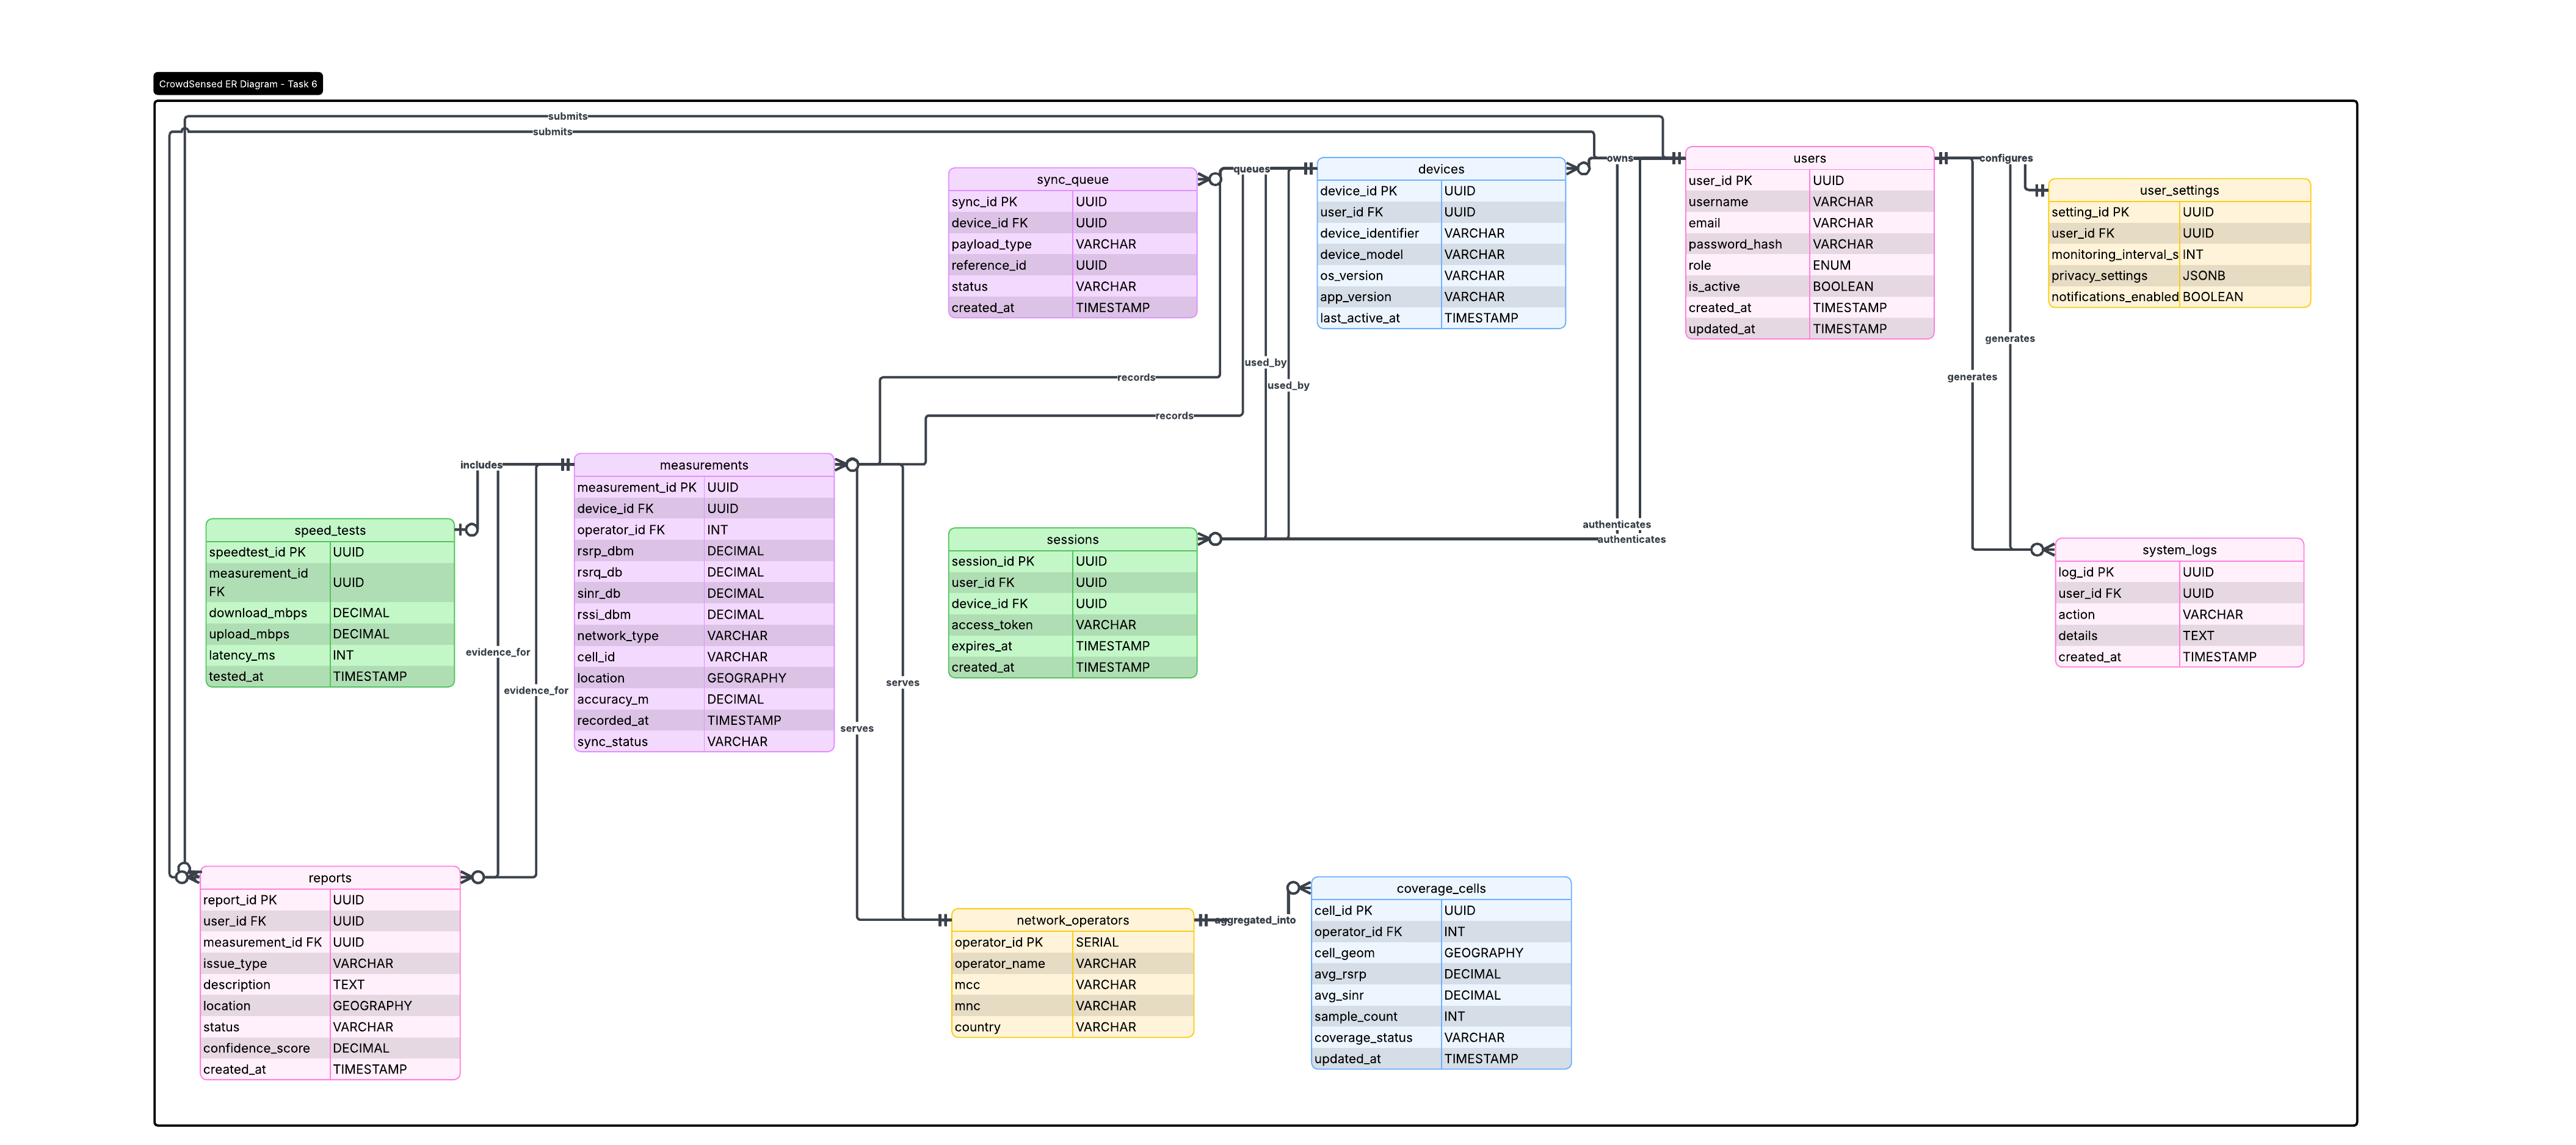 CrowdSensed ER Diagram - Task 6
submits
submits
sync_queue
sync_id PK UUID
device_id FK UUID
payload_type VARCHAR
reference_id UUID
status VARCHAR
created_at TIMESTAMP
queues
devices
device_id PK UUID
user_id FK UUID
device_identifier VARCHAR
device_model VARCHAR
os_version VARCHAR
app_version VARCHAR
last_active_at TIMESTAMP
owns
users
user_id PK UUID
username VARCHAR
email VARCHAR
password_hash VARCHAR
role ENUM
is_active BOOLEAN
created_at TIMESTAMP
updated_at TIMESTAMP
configures
user_settings
setting_id PK UUID
user_id FK UUID
monitoring_interval_s INT
privacy_settings JSONB
notifications_enabled BOOLEAN
records
records
used_by
used_by
generates
generates
includes
measurements
measurement_id PK UUID
device_id FK UUID
operator_id FK INT
rsrp_dbm DECIMAL
rsrq_db DECIMAL
sinr_db DECIMAL
rssi_dbm DECIMAL
network_type VARCHAR
cell_id VARCHAR
location GEOGRAPHY
accuracy_m DECIMAL
recorded_at TIMESTAMP
sync_status VARCHAR
speed_tests
speedtest_id PK UUID
measurement_id
FK UUID
download_mbps DECIMAL
upload_mbps DECIMAL
latency_ms INT
tested_at TIMESTAMP
evidence_for
evidence_for
serves
serves
sessions
session_id PK UUID
user_id FK UUID
device_id FK UUID
access_token VARCHAR
expires_at TIMESTAMP
created_at TIMESTAMP
authenticates
authenticates
system_logs
log_id PK UUID
user_id FK UUID
action VARCHAR
details TEXT
created_at TIMESTAMP
reports
report_id PK UUID
user_id FK UUID
measurement_id FK UUID
issue_type VARCHAR
description TEXT
location GEOGRAPHY
status VARCHAR
confidence_score DECIMAL
created_at TIMESTAMP
network_operators
operator_id PK SERIAL
operator_name VARCHAR
mcc VARCHAR
mnc VARCHAR
country VARCHAR
aggregated_into
coverage_cells
cell_id PK UUID
operator_id FK INT
cell_geom GEOGRAPHY
avg_rsrp DECIMAL
avg_sinr DECIMAL
sample_count INT
coverage_status VARCHAR
updated_at TIMESTAMP